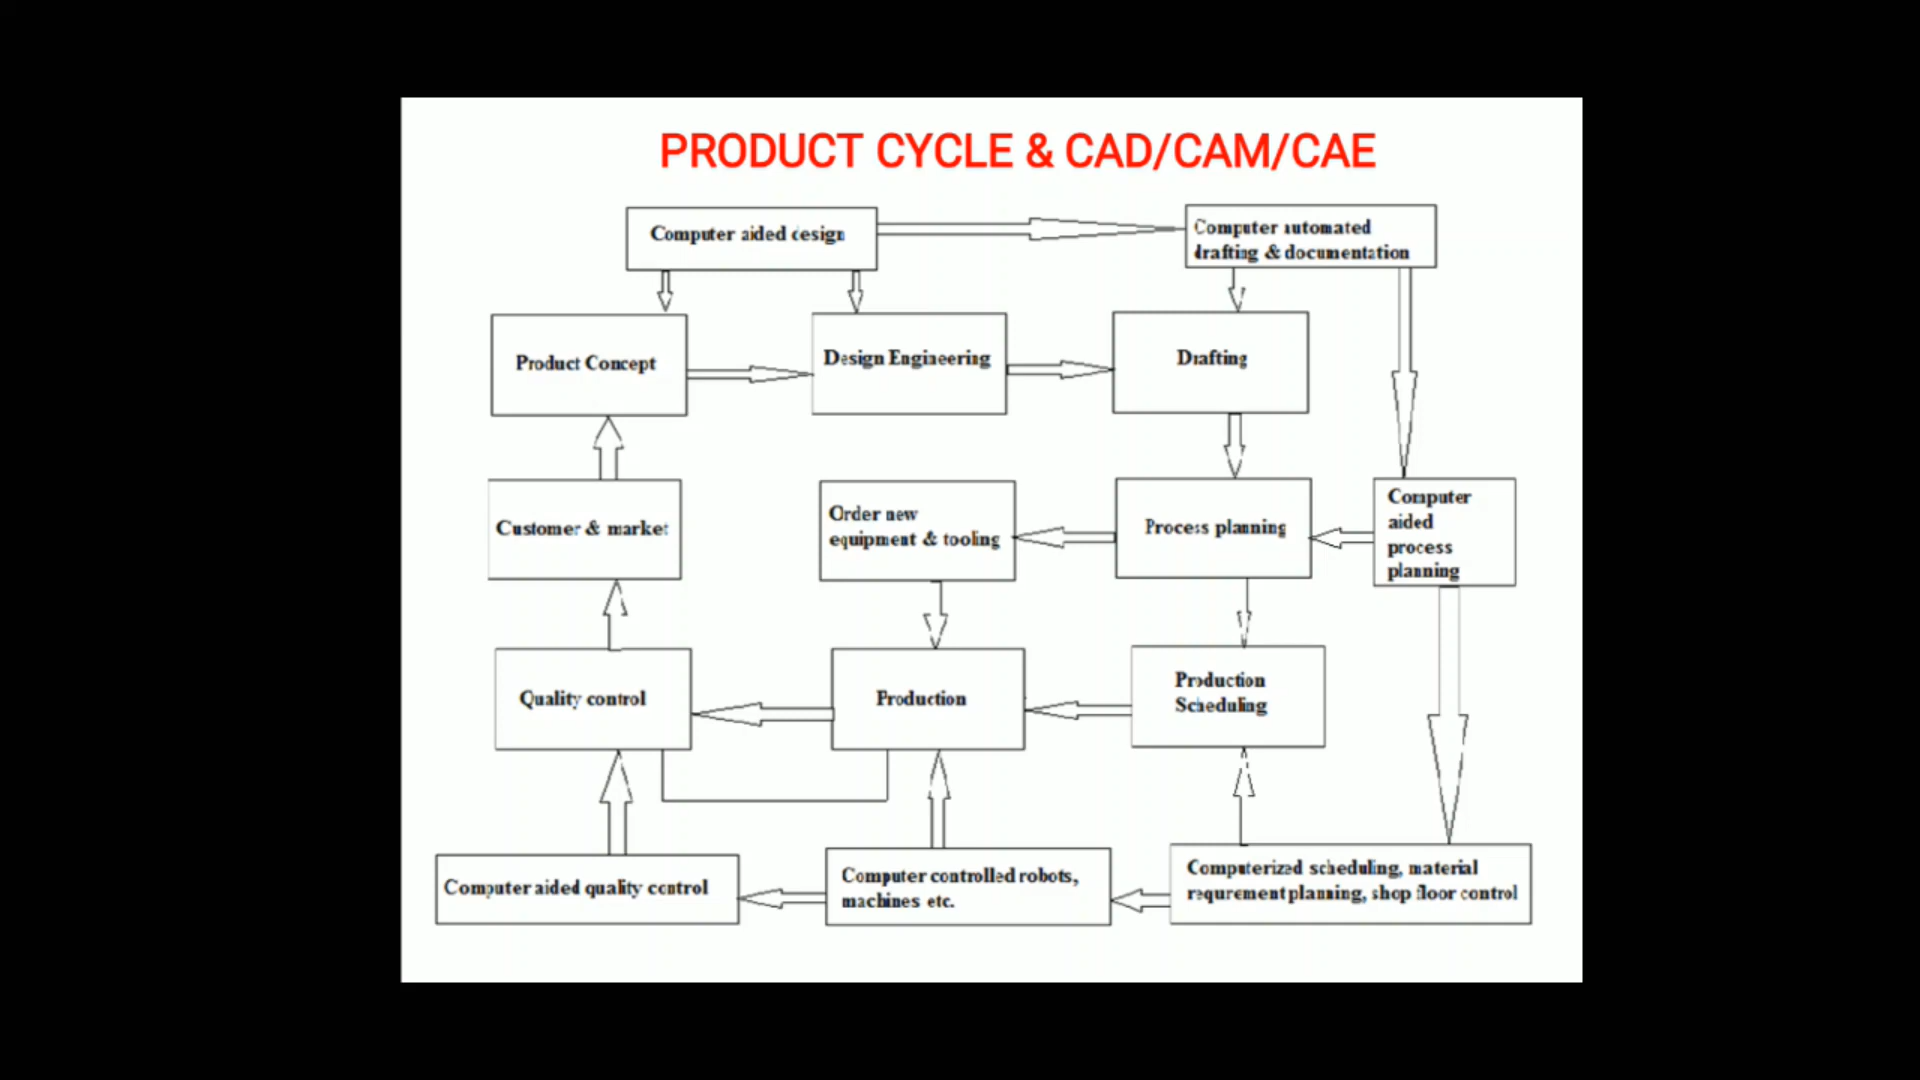 PRODUCT CYCLE & CAD/CAM/CAE
Computer aided design
Computer automated
drafting & documentation
Product Concept
Design Engineering
Drafting
Customer & market
Order new
equipment & tooling
Process planning
Computer
aided
process
planning
Quality control
Production
Production
Scheduling
Computer aided quality control
Computer controlled robots,
machines etc.
Computerized scheduling, material
requrement planning, shop floor control